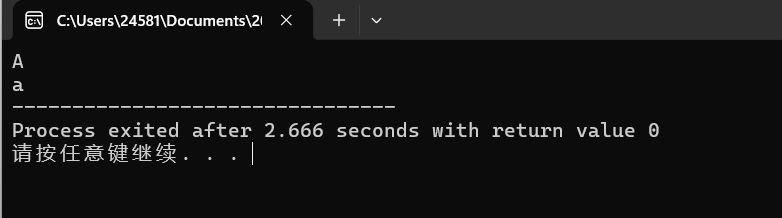 C:\Users\24581\Documents\20
A
a
--------------------------------
Process exited after 2.666 seconds with return value 0
请按任意键继续. . .